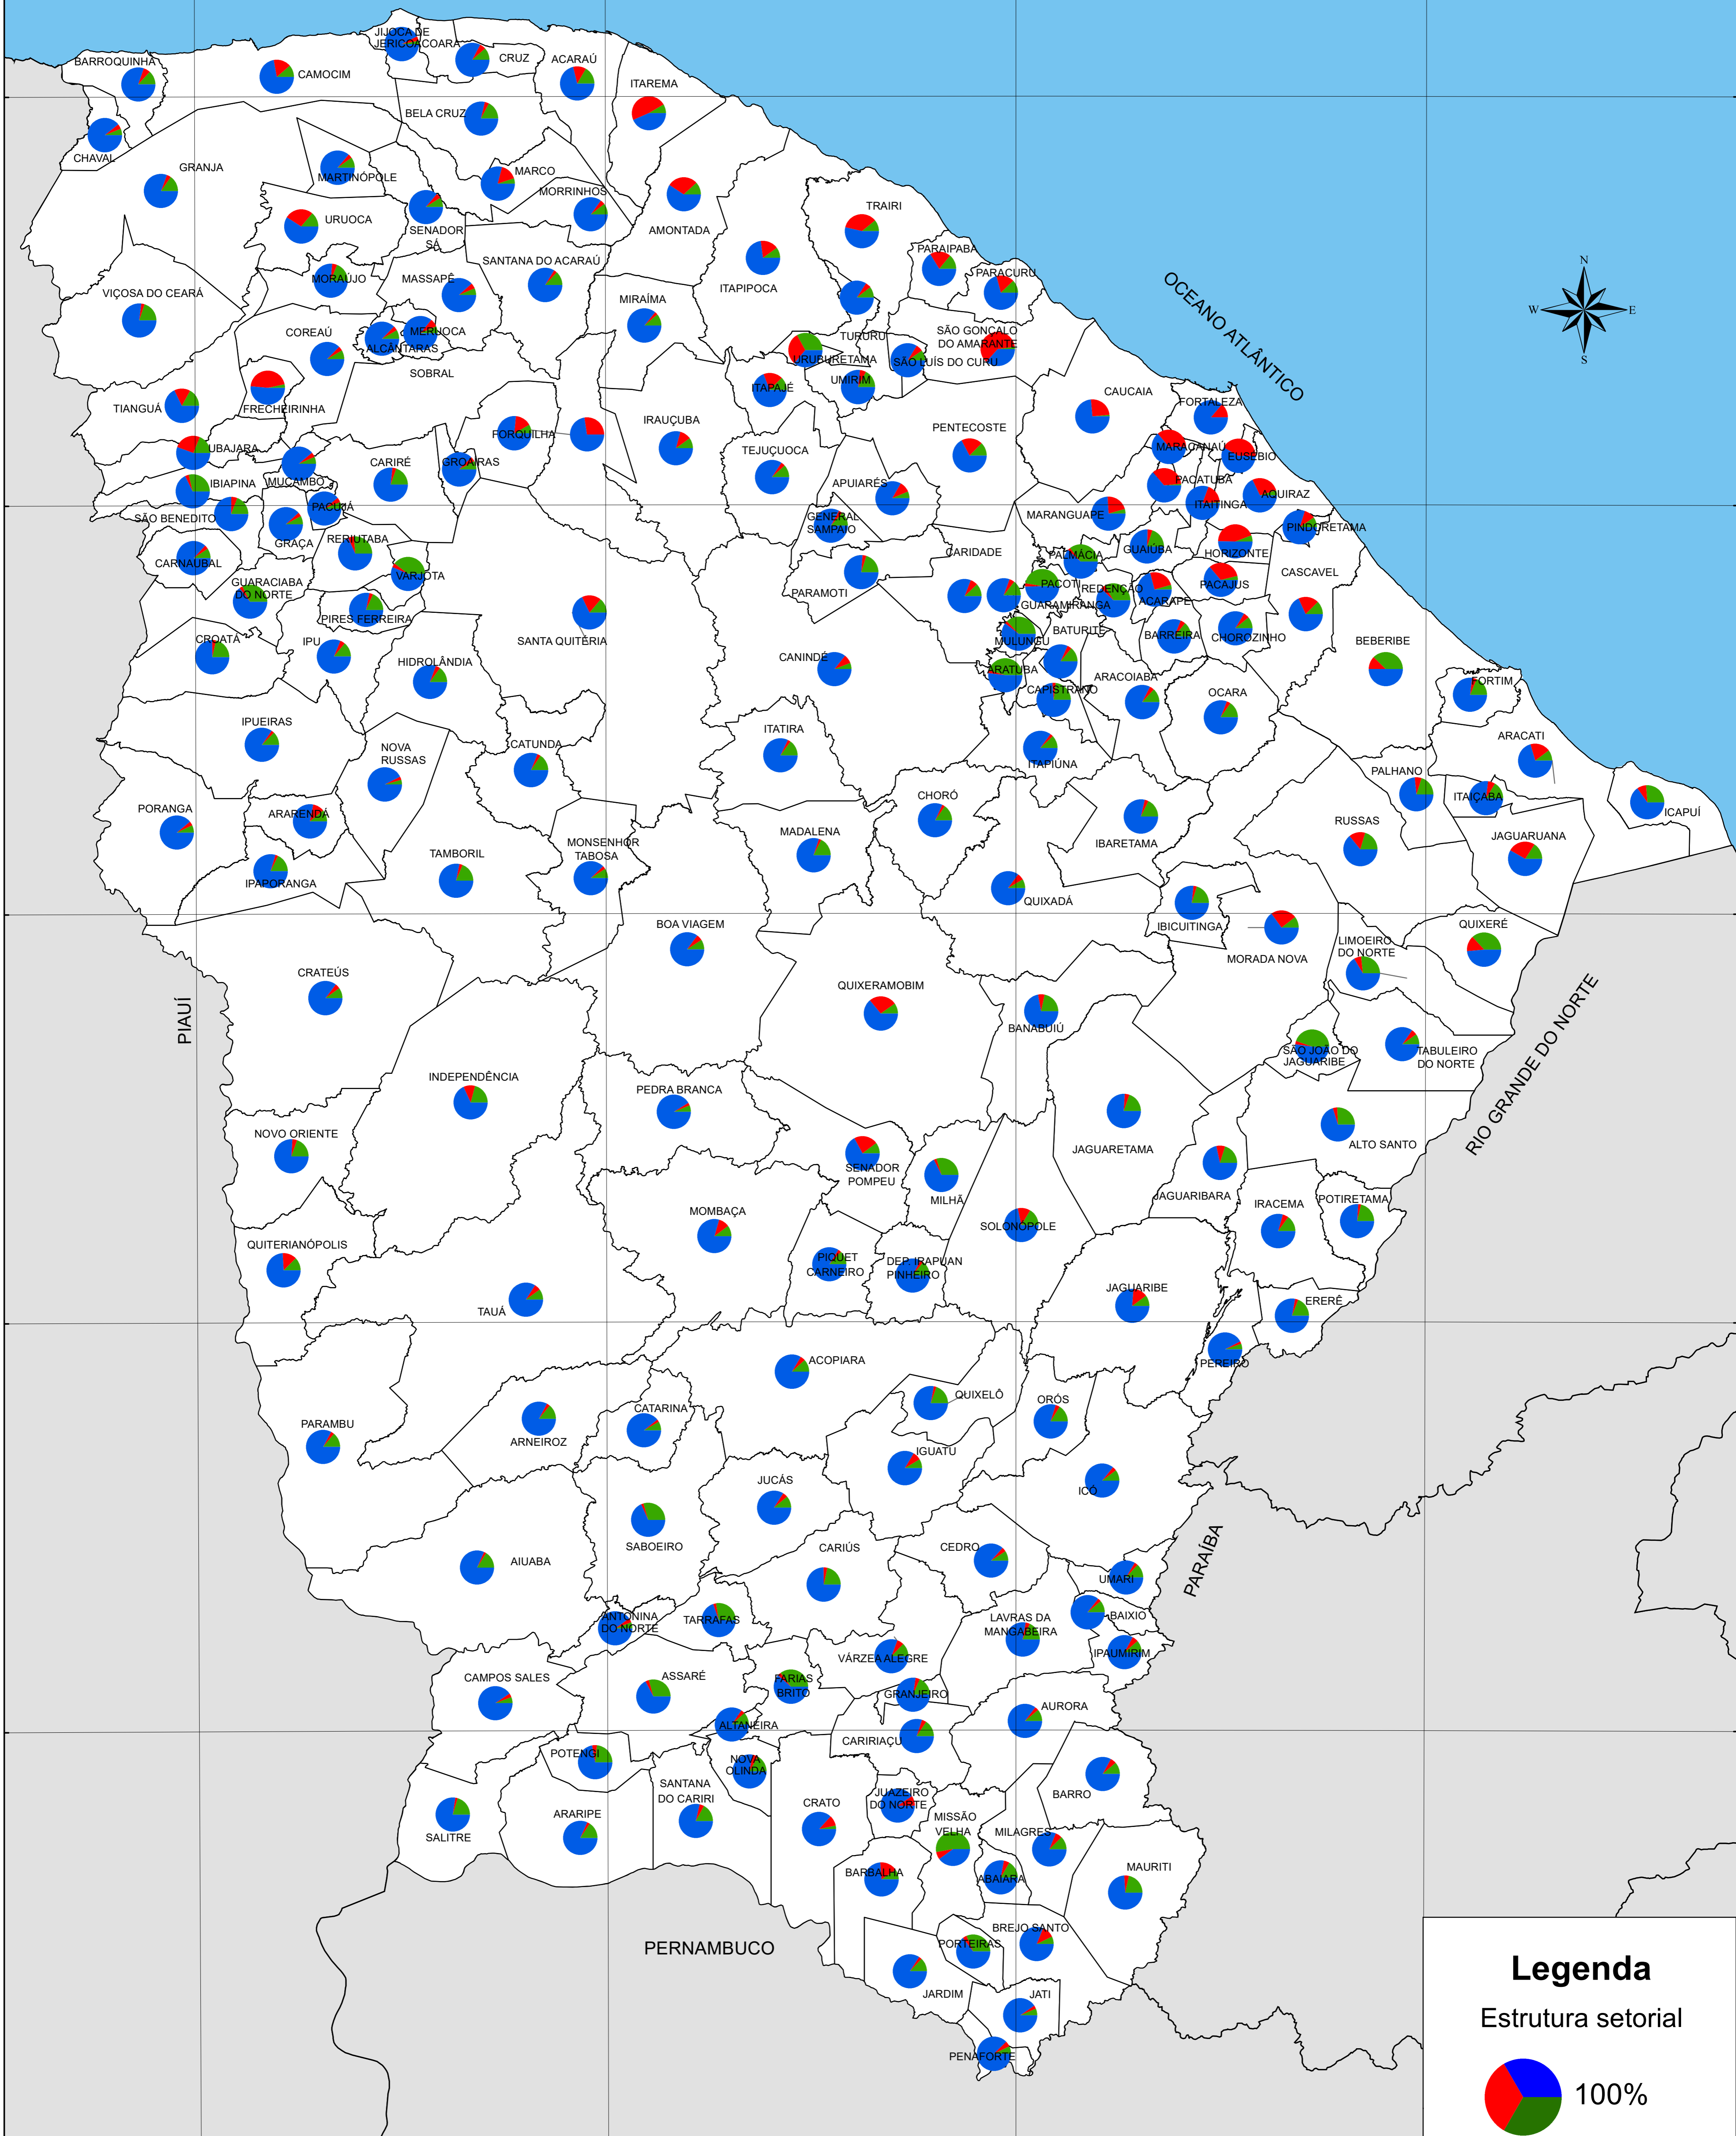 JIJOCA DE
JERICOACOARA
CRUZ
ACARAÚ
BARROQUINHA
CAMOCIM
ITAREMA
BELA CRUZ
CHAVAL
GRANJA
MARTINÓPOLE
MARCO
MORRINHOS
URUOCA
SENADOR
SÁ
AMONTADA
TRAIRI
PARAIPABA
PARACURU
SANTANA DO ACARAÚ
MORAÚJO
MASSAPÊ
ITAPIPOCA
VIÇOSA DO CEARÁ
MIRAÍMA
OCEANO ATLÂNTICO
N
W
E
S
COREAÚ
MERUOCA
ALCÂNTARAS
TURURU
SÃO GONÇALO
DO AMARANTE
URUBURETAMA
SÃO LUÍS DO CURU
SOBRAL
FRECHEIRINHA
ITAPAJÉ
UMIRIM
TIANGUÁ
CAUCAIA
FORTALEZA
IRAUÇUBA
FORQUILHA
PENTECOSTE
MARACANAÚ
EUSÉBIO
UBAJARA
TEJUÇUOCA
MUCAMBO
CARIRÉ
GROAÍRAS
IBIAPINA
APUIARÉS
PACATUBA
AQUIRAZ
ITAITINGA
SÃO BENEDITO
PACUJÁ
MARANGUAPE
GENERAL
SAMPAIO
PINDORETAMA
GRAÇA
RERIUTABA
CARIDADE
PALMÁCIA
GUAIÚBA
HORIZONTE
CARNAUBAL
VARJOTA
CASCAVEL
GUARACIABA
DO NORTE
PARAMOTI
PACOTI
REDENÇÃO
ACARAPE
PACAJUS
GUARAMIRANGA
PIRES FERREIRA
SANTA QUITÉRIA
MULUNGU
BATURITÉ
BARREIRA
CHOROZINHO
BEBERIBE
CROATÁ
IPU
HIDROLÂNDIA
CANINDÉ
ARATUBA
ARACOIABA
CAPISTRANO
OCARA
FORTIM
IPUEIRAS
NOVA
RUSSAS
CATUNDA
ITATIRA
ITAPIÚNA
ARACATI
PALHANO
ITAIÇABA
ICAPUÍ
PORANGA
ARARENDÁ
CHORÓ
IBARETAMA
RUSSAS
JAGUARUANA
MADALENA
MONSENHOR
TABOSA
TAMBORIL
IPAPORANGA
QUIXADÁ
IBICUITINGA
MORADA NOVA
BOA VIAGEM
LIMOEIRO
DO NORTE
QUIXERÉ
CRATEÚS
QUIXERAMOBIM
BANABUIÚ
PIAUÍ
SÃO JOÃO DO
JAGUARIBE
TABULEIRO
DO NORTE
RIO GRANDE DO NORTE
INDEPENDÊNCIA
PEDRA BRANCA
NOVO ORIENTE
JAGUARETAMA
ALTO SANTO
SENADOR
POMPEU
MILHÃ
JAGUARIBARA
IRACEMA
POTIRETAMA
MOMBAÇA
SOLONÓPOLE
QUITERIANÓPOLIS
PIQUET
CARNEIRO
DEP. IRAPUAN
PINHEIRO
JAGUARIBE
ERERÊ
TAUÁ
PEREIRO
ACOPIARA
QUIXELÔ
ORÓS
PARAMBU
ARNEIROZ
CATARINA
IGUATU
JUCÁS
ICÓ
SABOEIRO
CARIÚS
CEDRO
AIUABA
UMARI
PARAÍBA
ANTONINA
DO NORTE
TARRAFAS
LAVRAS DA
MANGABEIRA
BAIXIO
IPAUMIRIM
VÁRZEA ALEGRE
CAMPOS SALES
ASSARÉ
FARIAS
BRITO
GRANJEIRO
AURORA
ALTANEIRA
CARIRIAÇU
POTENGI
NOVA
OLINDA
SANTANA
DO CARIRI
JUAZEIRO
DO NORTE
BARRO
CRATO
MISSÃO
VELHA
MILAGRES
SALITRE
ARARIPE
BARBALHA
ABAIARA
MAURITI
BREJO SANTO
PORTEIRAS
PERNAMBUCO
JARDIM
JATI
PENAFORTE
Legenda
Estrutura setorial
100%